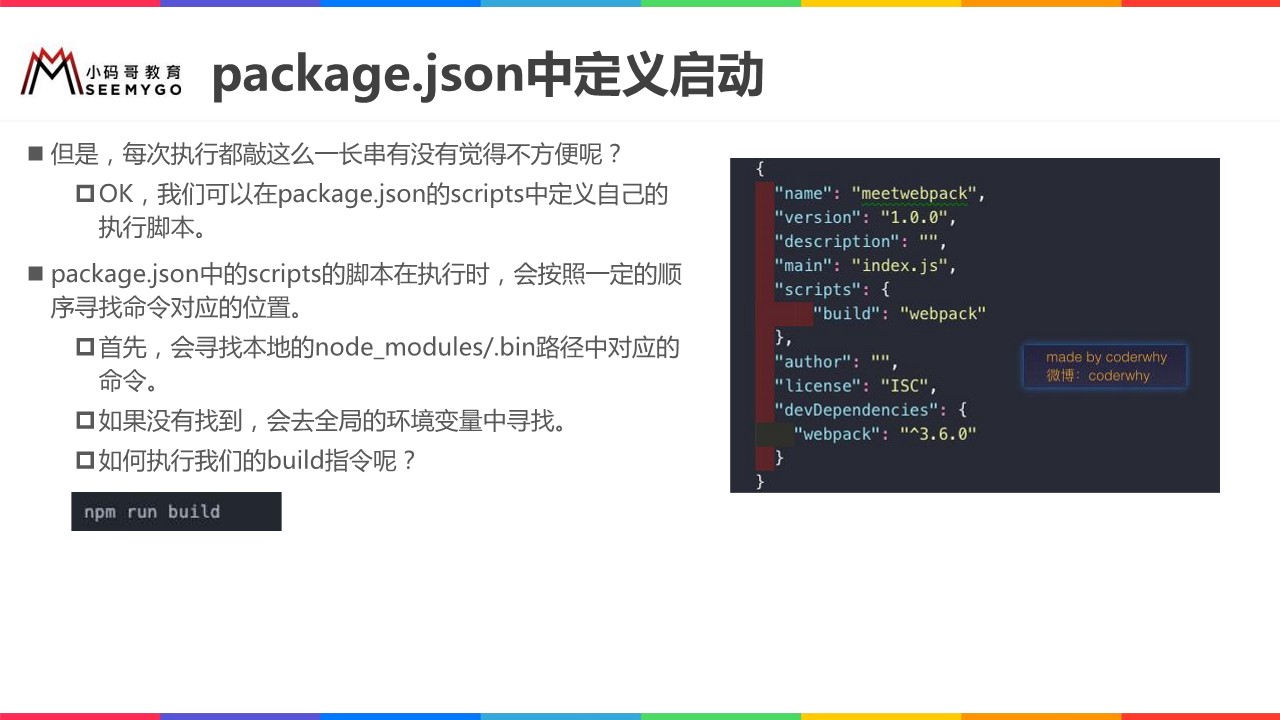 小码哥教育
SEEMYGO
package.json中定义启动
但是，每次执行都敲这么一长串有没有觉得不方便呢？
OK，我们可以在package.json的scripts中定义自己的
执行脚本。
package.json中的scripts的脚本在执行时，会按照一定的顺
序寻找命令对应的位置。
首先，会寻找本地的node_modules/.bin路径中对应的
命令。
如果没有找到，会去全局的环境变量中寻找。
如何执行我们的build指令呢？
npm run build
{
"name": "meetwebpack",
"version": "1.0.0",
"description": "",
"main": "index.js",
"scripts": {
"build": "webpack"
},
"author": "",
"license": "ISC",
"devDependencies": {
"webpack": "^3.6.0"
}
}
made by coderwhy
微博：coderwhy